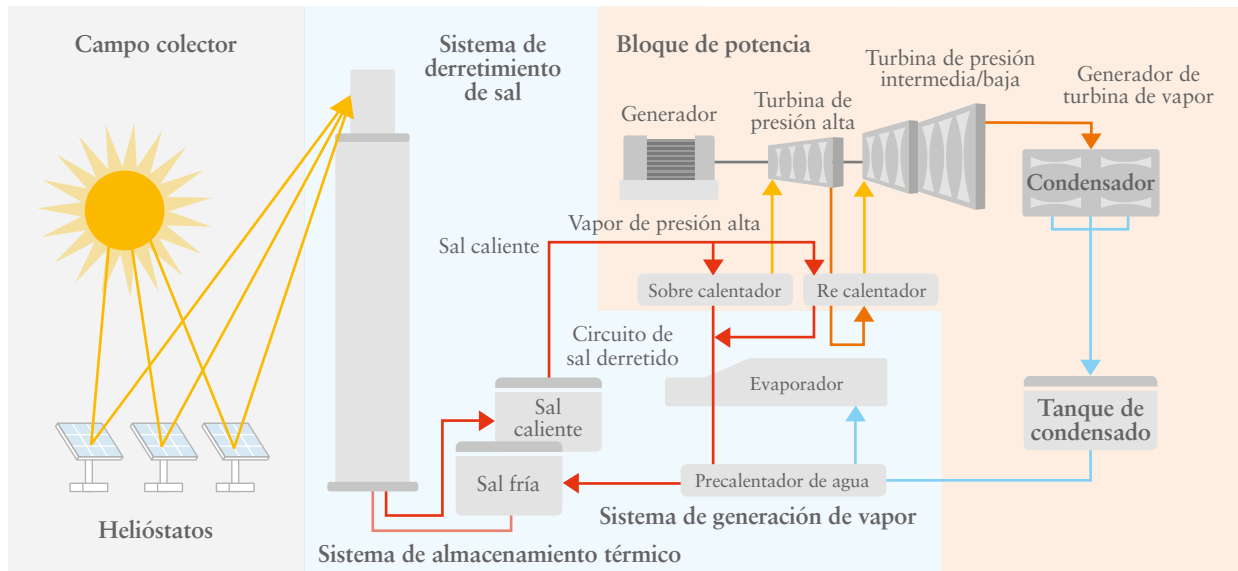 Campo colector
Sistema de
derretimiento
de sal
Bloque de potencia
Turbina de presión
intermedia/baja
Generador de
turbina de vapor
Generador
Turbina de
presión alta
Condensador
Vapor de presión alta
Sal caliente
Sobre calentador
Re calentador
Circuito de
sal derretido
Evaporador
Sal
caliente
Tanque de
condensado
Sal fría
Precalentador de agua
Sistema de generación de vapor
Helióstatos
Sistema de almacenamiento térmico